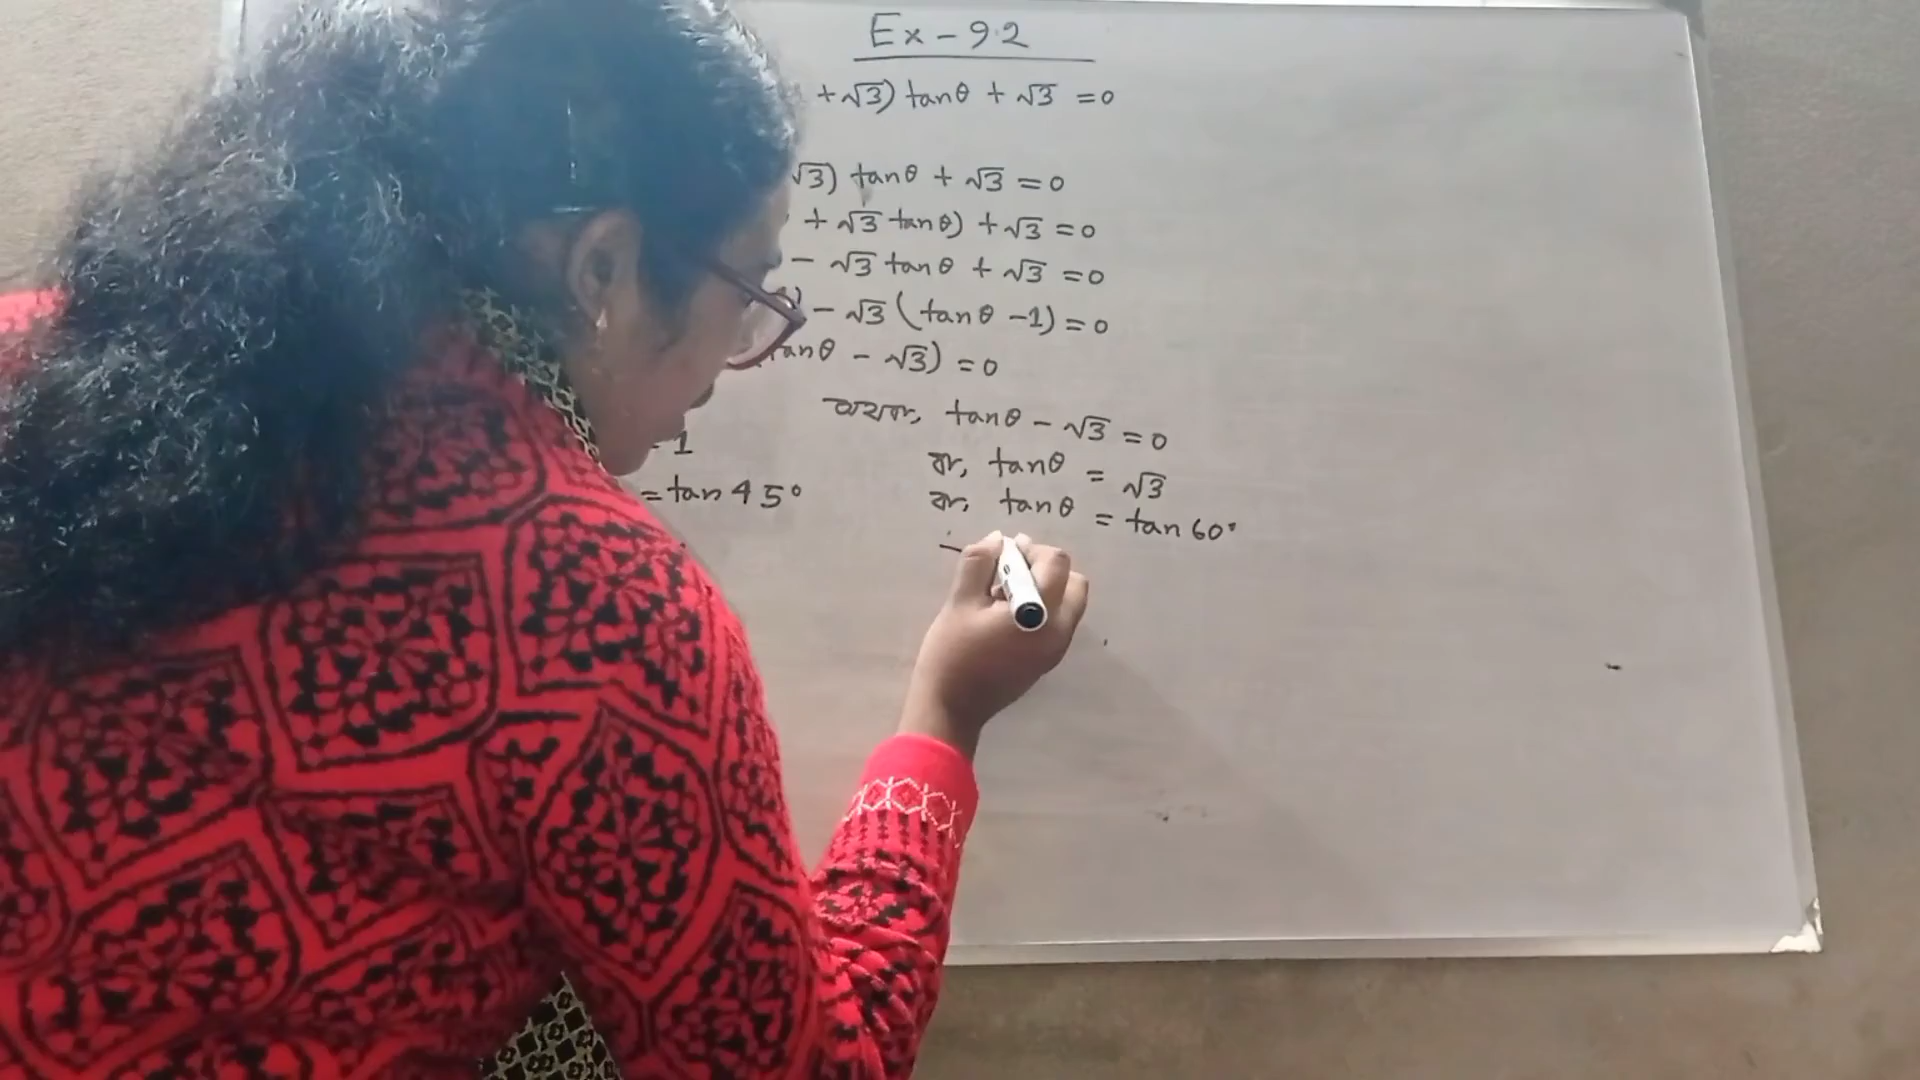 Ex - 9.2
+√3) tanθ + √3 = 0
√3) tanθ + √3 = 0
+ √3 tanθ) + √3 = 0
- √3 tanθ + √3 = 0
) - √3 (tanθ - 1) = 0
tanθ - √3) = 0
অথবা, tanθ - √3 = 0
- 1
বা, tanθ = √3
= tan 45°
বা, tanθ = tan 60°